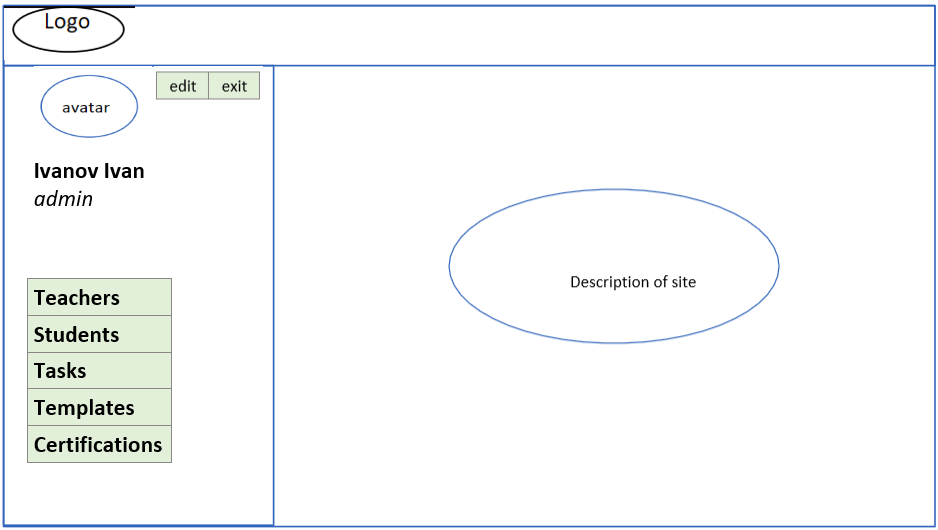 Logo
edit exit
avatar
Ivanov Ivan
admin
Teachers
Students
Tasks
Templates
Certifications
Description of site